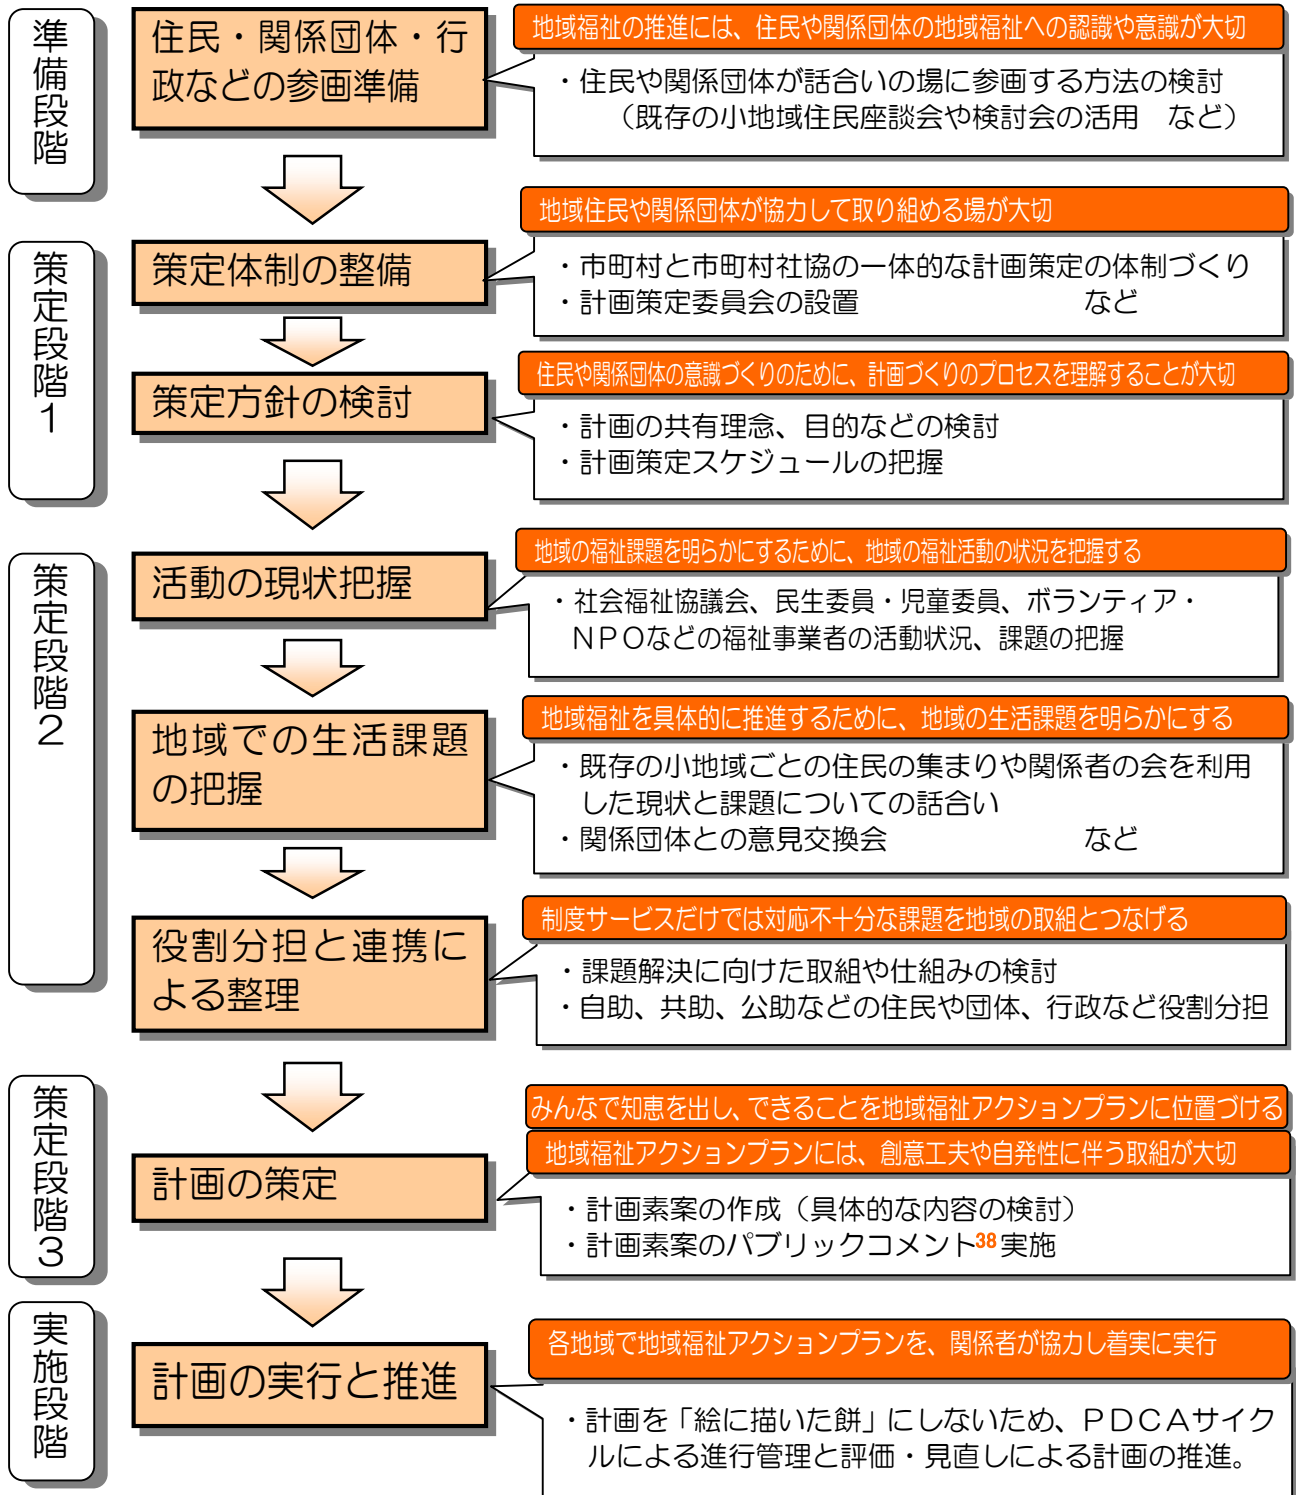 準備段階
住民・関係団体・行
政などの参画準備
地域福祉の推進には、住民や関係団体の地域福祉への認識や意識が大切
・住民や関係団体が話合いの場に参画する方法の検討
（既存の小地域住民座談会や検討会の活用　など）
策定段階1
策定体制の整備
地域住民や関係団体が協力して取り組める場が大切
・市町村と市町村社協の一体的な計画策定の体制づくり
・計画策定委員会の設置　など
策定方針の検討
住民や関係団体の意識づくりのために、計画づくりのプロセスを理解することが大切
・計画の共有理念、目的などの検討
・計画策定スケジュールの把握
策定段階2
活動の現状把握
地域の福祉課題を明らかにするために、地域の福祉活動の状況を把握する
・社会福祉協議会、民生委員・児童委員、ボランティア・
ＮＰＯなどの福祉事業者の活動状況、課題の把握
地域での生活課題
の把握
地域福祉を具体的に推進するために、地域の生活課題を明らかにする
・既存の小地域ごとの住民の集まりや関係者の会を利用
した現状と課題についての話合い
・関係団体との意見交換会　など
役割分担と連携に
よる整理
制度サービスだけでは対応不十分な課題を地域の取組とつなげる
・課題解決に向けた取組や仕組みの検討
・自助、共助、公助などの住民や団体、行政など役割分担
策定段階3
計画の策定
みんなで知恵を出し、できることを地域福祉アクションプランに位置づける
地域福祉アクションプランには、創意工夫や自発性に伴う取組が大切
・計画素案の作成（具体的な内容の検討）
・計画素案のパブリックコメント38実施
実施段階
計画の実行と推進
各地域で地域福祉アクションプランを、関係者が協力し着実に実行
・計画を「絵に描いた餅」にしないため、ＰＤＣＡサイク
ルによる進行管理と評価・見直しによる計画の推進。